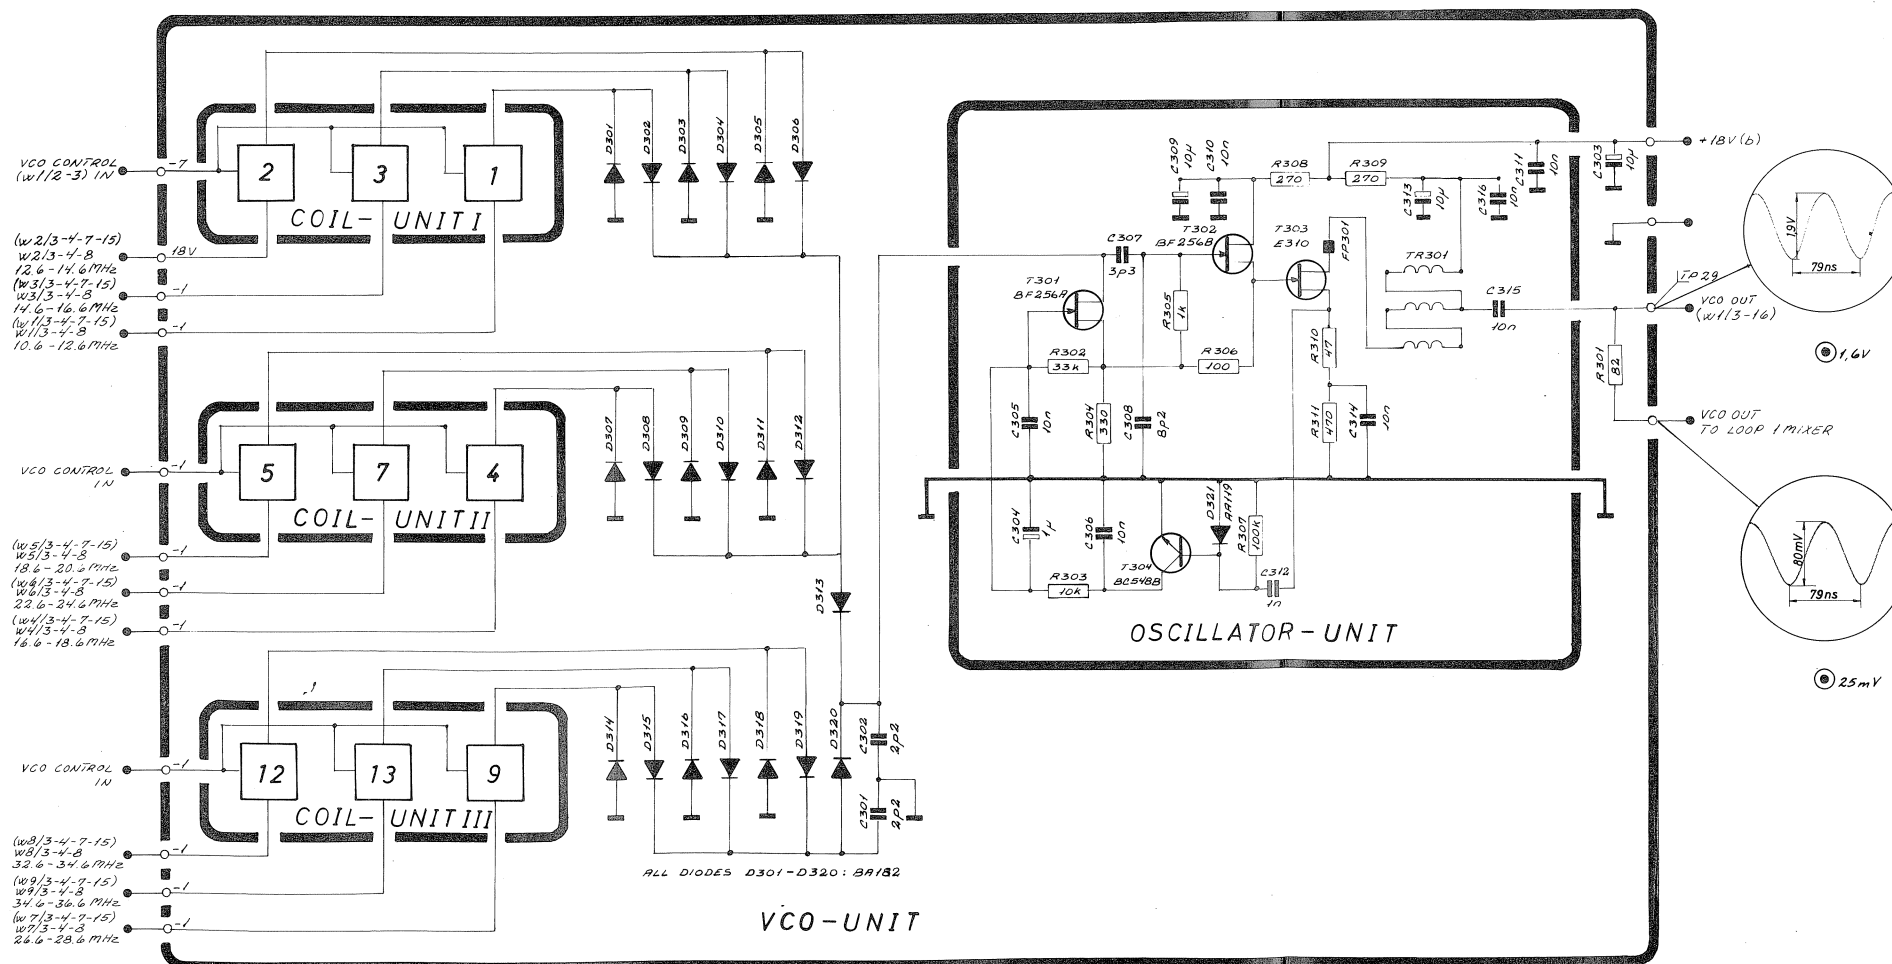 VCO CONTROL
(W1/2-3) IN
-7
2
3
1
COIL-UNIT I
(W2/3-4-7-15)
W2/3-4-8
12.6-14.6MHz
18V
(W3/3-4-7-15)
W3/3-4-8
14.6-16.6MHz
-1
(W1/3-4-7-15)
W1/3-4-8
10.6-12.6MHz
-1
D301
D302
D303
D304
D305
D306
VCO CONTROL
IN
-1
5
7
4
COIL-UNIT II
(W5/3-4-7-15)
W5/3-4-8
18.6-20.6MHz
-1
(W6/3-4-7-15)
W6/3-4-8
22.6-24.6MHz
-1
(W4/3-4-7-15)
W4/3-4-8
16.6-18.6MHz
-1
D307
D308
D309
D310
D311
D312
D313
VCO CONTROL
IN
-1
12
13
9
COIL-UNIT III
(W8/3-4-7-15)
W8/3-4-8
32.6-34.6MHz
-1
(W9/3-4-7-15)
W9/3-4-8
34.6-36.6MHz
-1
(W7/3-4-7-15)
W7/3-4-8
26.6-28.6MHz
-1
D314
D315
D316
D317
D318
D319
D320
C302
2p2
C301
2p2
ALL DIODES D301-D320: BA182
VCO-UNIT
C309
10µ
C310
10n
R308
270
R309
270
C313
10µ
C316
10n
C311
10n
C303
10µ
+18V(b)
C307
3p3
T302
BF256B
T303
E310
FP301
TR301
T301
BF256A
R305
1k
R302
33k
R306
100
R310
47
C315
10n
TP29
VCO OUT
(W1/3-16)
R301
82
C305
10n
R304
330
C308
8p2
R311
470
C314
10n
VCO OUT
TO LOOP 1 MIXER
C304
1µ
C306
10n
D321
AA119
R307
100k
T304
BC548B
R303
10k
C312
1n
OSCILLATOR-UNIT
1,9V
79ns
1,6V
80mV
79ns
25mV